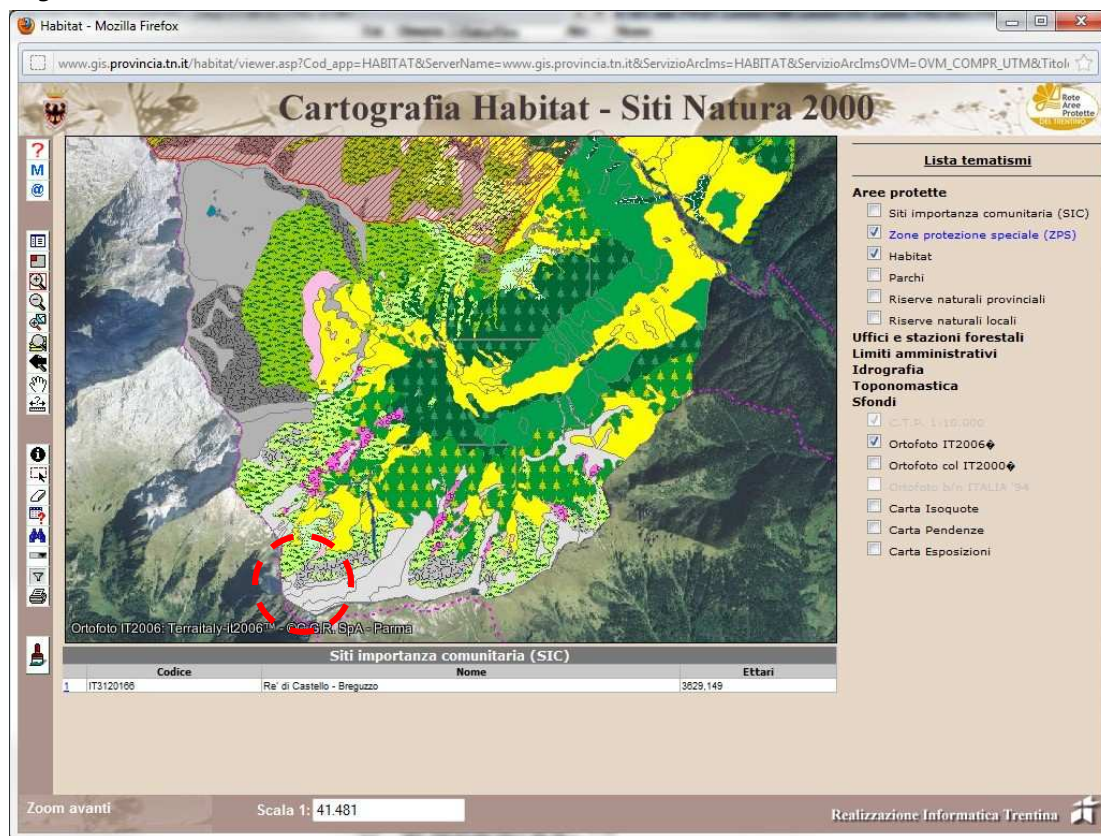 Habitat - Mozilla Firefox
www.gis.provincia.tn.it/habitat/viewer.asp?Cod_app=HABITAT&ServerName=www.gis.provincia.tn.it&ServizioArcIms=HABITAT&ServizioArcImsOVM=OVM_COMPR_UTM&Titol
Cartografia Habitat - Siti Natura 2000
Rete
Aree
Protette
DEL TRENTINO
?
M
@
Lista tematismi
Aree protette
Siti importanza comunitaria (SIC)
Zone protezione speciale (ZPS)
Habitat
Parchi
Riserve naturali provinciali
Riserve naturali locali
Uffici e stazioni forestali
Limiti amministrativi
Idrografia
Toponomastica
Sfondi
C.T.P. 1:10.000
Ortofoto IT2006�
Ortofoto col IT2000�
Ortofoto b/n ITALIA '94
Carta Isoquote
Carta Pendenze
Carta Esposizioni
Ortofoto IT2006: Terraitaly-it2006™ - ©C.G.R. SpA - Parma
Siti importanza comunitaria (SIC)
Codice Nome Ettari
1 IT3120166 Re' di Castello - Breguzzo 3629,149
Zoom avanti Scala 1: 41.481 Realizzazione Informatica Trentina